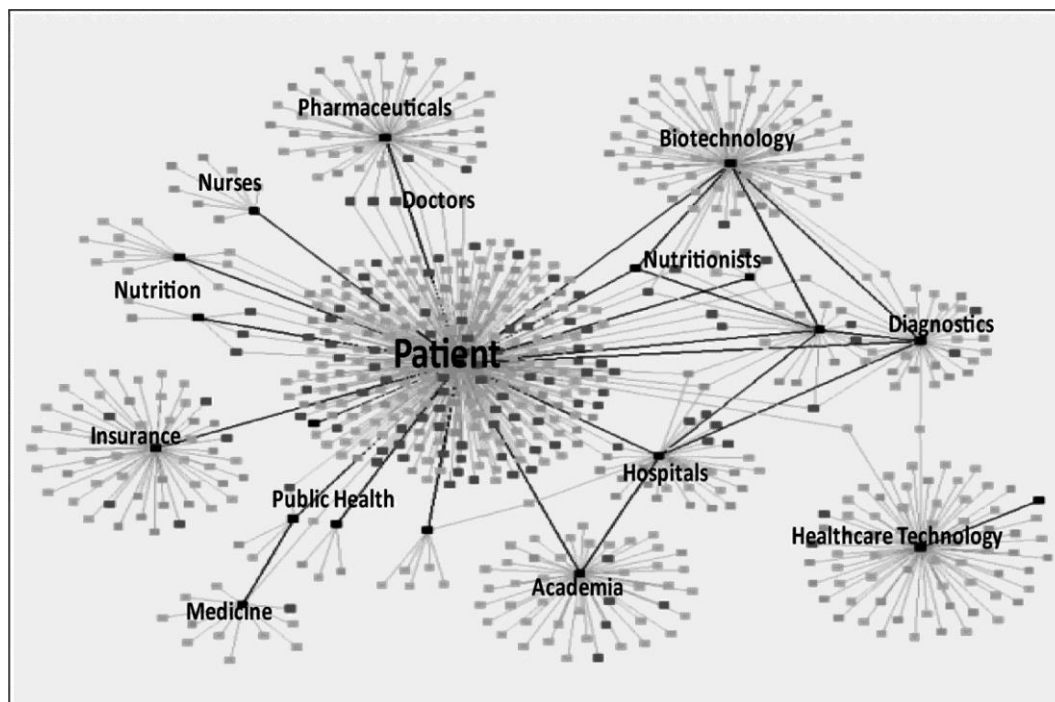 Pharmaceuticals
Biotechnology
Nurses
Doctors
Nutritionists
Nutrition
Diagnostics
Patient
Insurance
Hospitals
Public Health
Healthcare Technology
Academia
Medicine